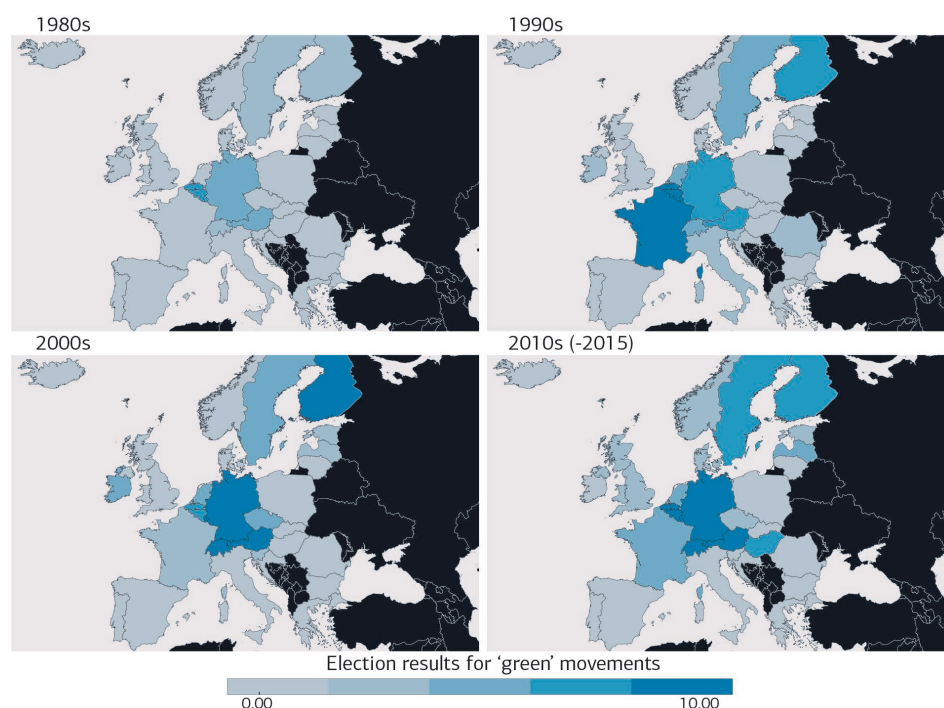 1980s
1990s
2000s
2010s (-2015)
Election results for ‘green’ movements
0.00
10.00